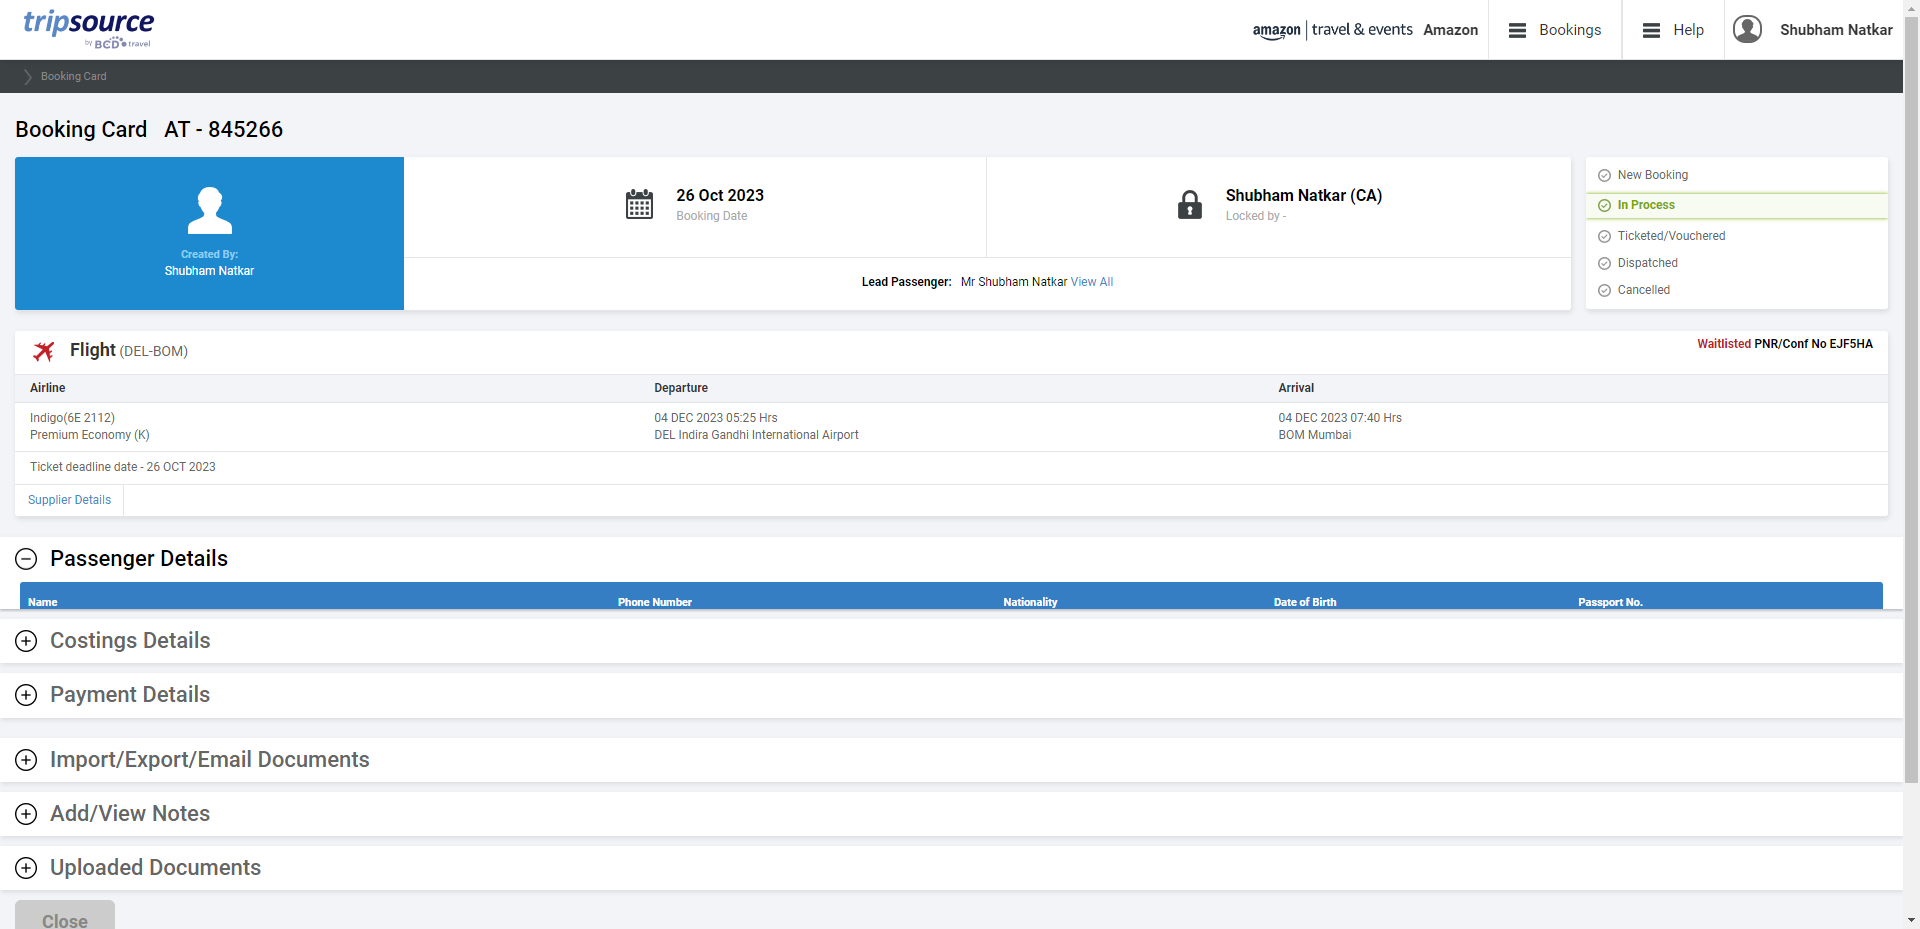 tripsource
by BCD travel
amazon | travel & events Amazon
Bookings
Help
Shubham Natkar
Booking Card
Booking Card AT - 845266
Created By:
Shubham Natkar
26 Oct 2023
Booking Date
Shubham Natkar (CA)
Locked by -
Lead Passenger: Mr Shubham Natkar View All
New Booking
In Process
Ticketed/Vouchered
Dispatched
Cancelled
Flight (DEL-BOM)
Waitlisted PNR/Conf No EJF5HA
Airline Departure Arrival
Indigo(6E 2112) 04 DEC 2023 05:25 Hrs 04 DEC 2023 07:40 Hrs
Premium Economy (K) DEL Indira Gandhi International Airport BOM Mumbai
Ticket deadline date - 26 OCT 2023
Supplier Details
Passenger Details
Name Phone Number Nationality Date of Birth Passport No.
Costings Details
Payment Details
Import/Export/Email Documents
Add/View Notes
Uploaded Documents
Close